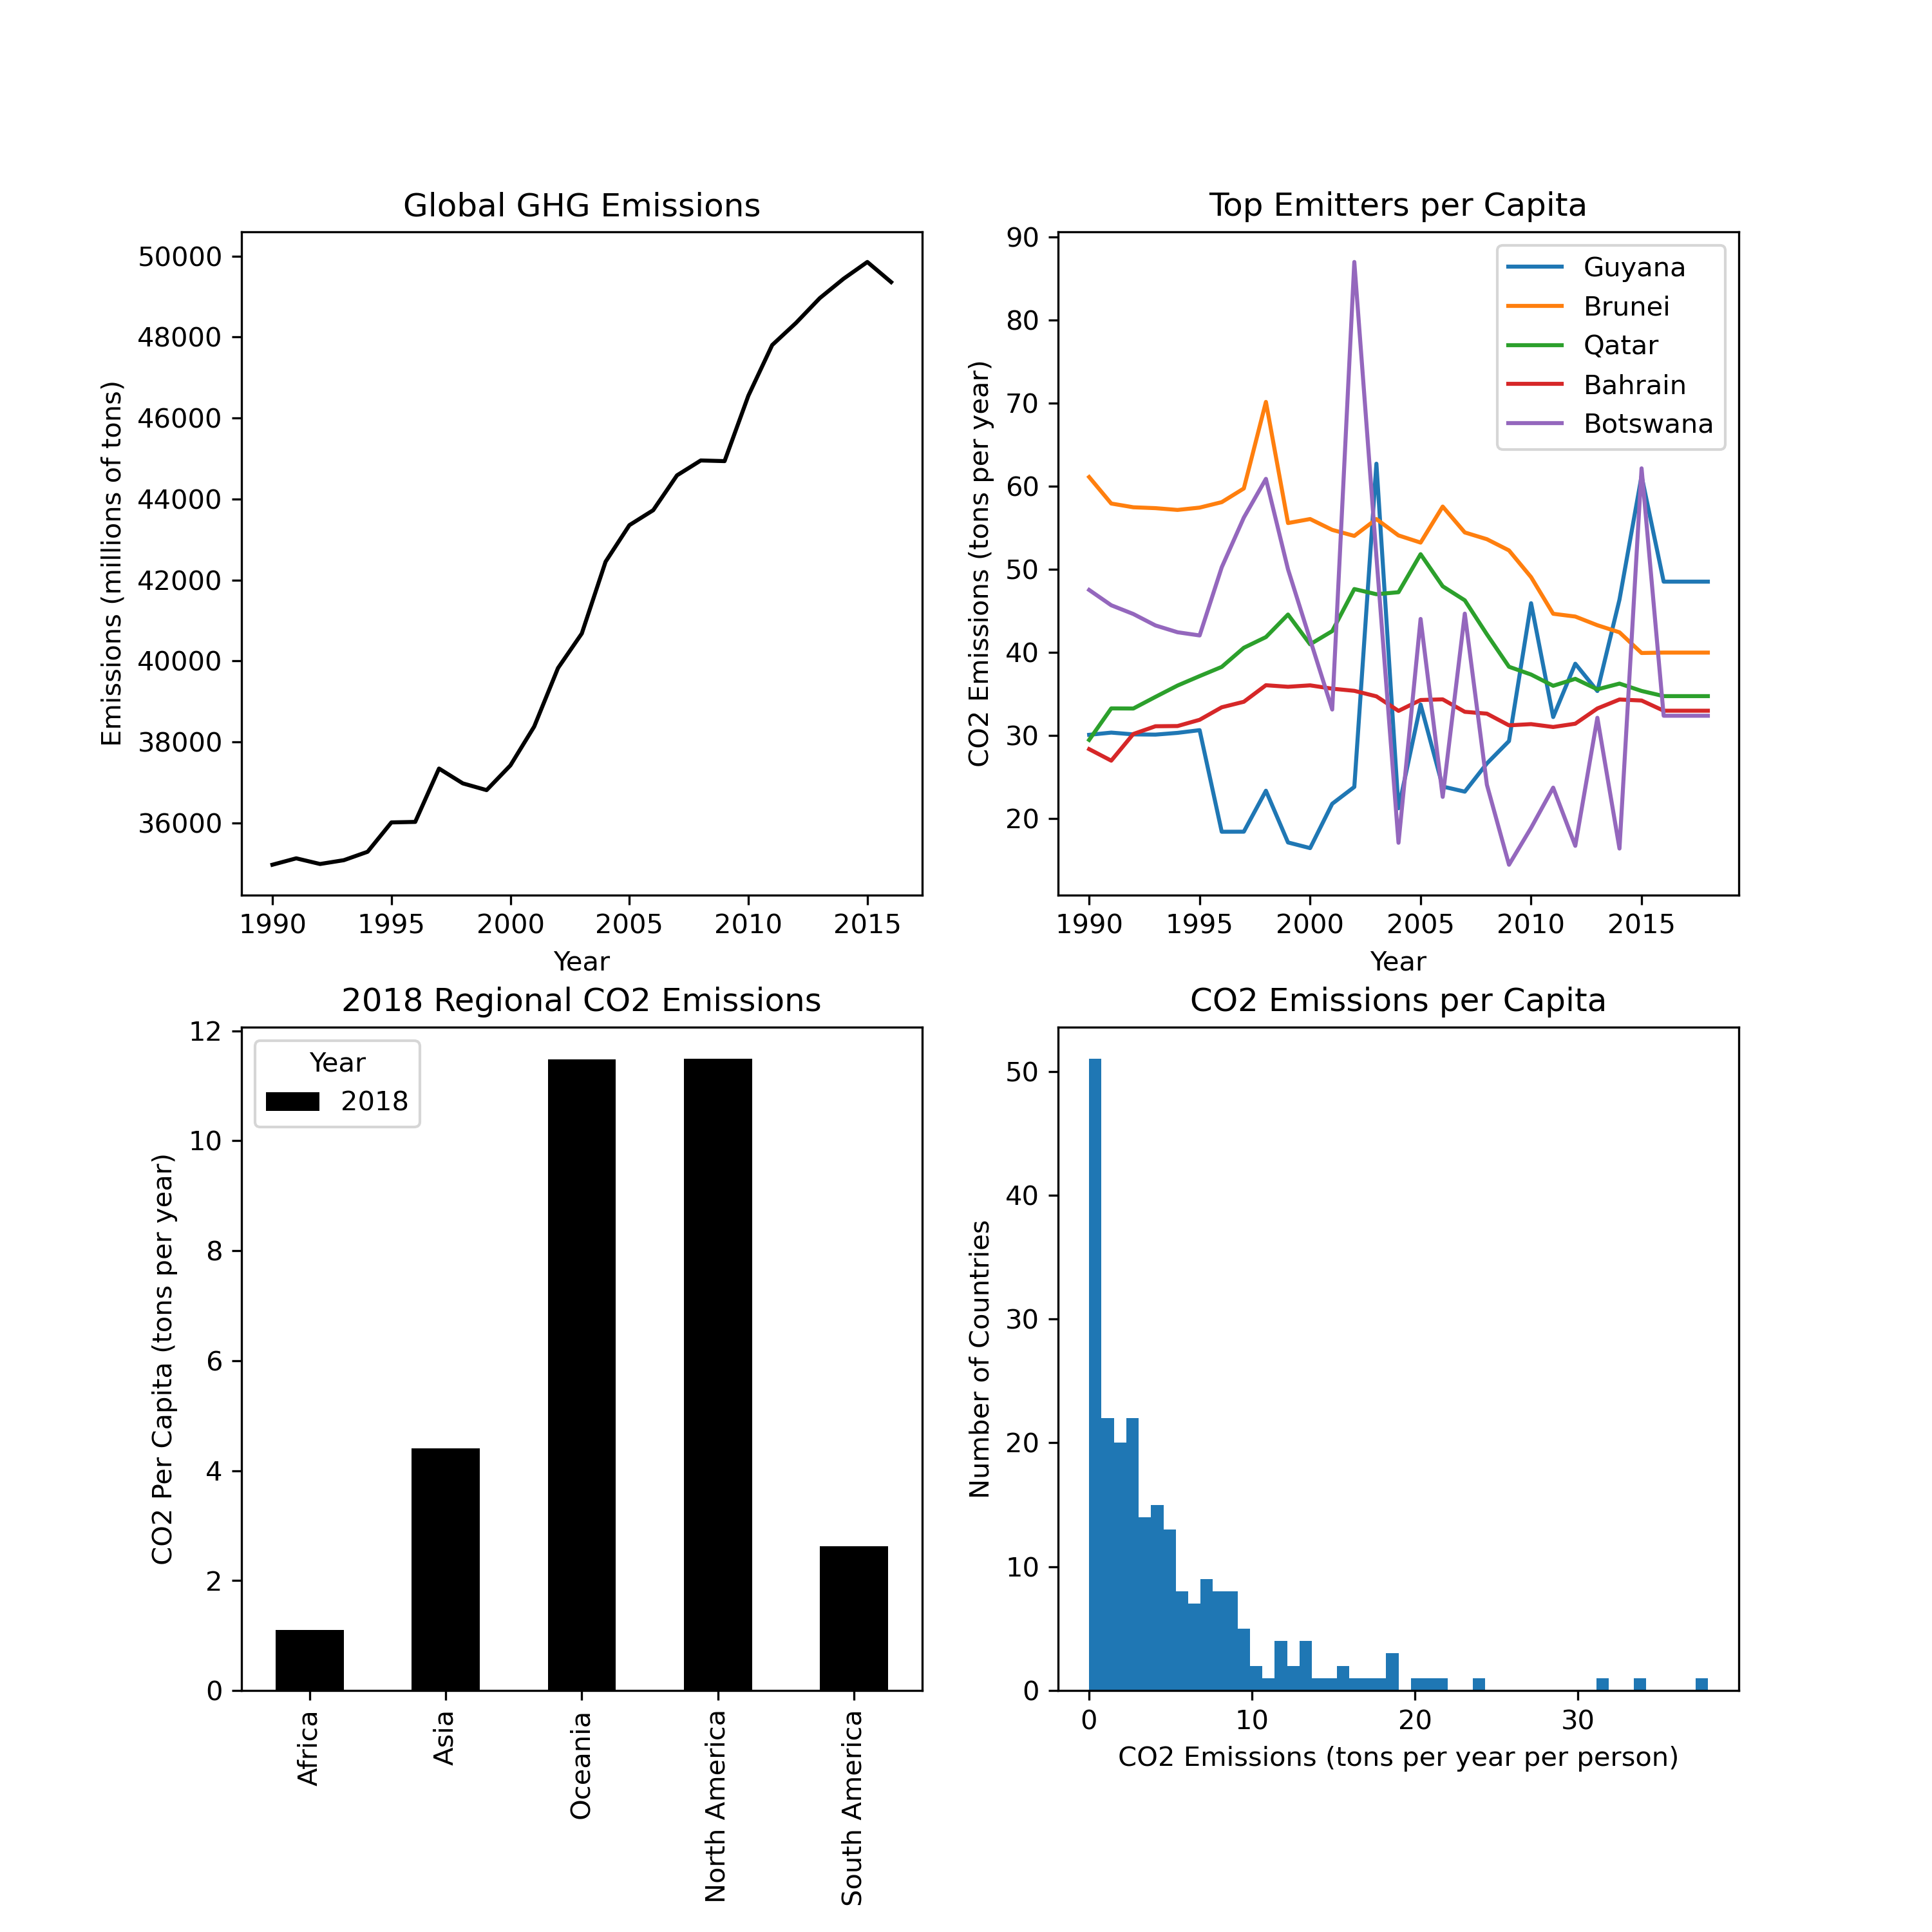 Global GHG Emissions
Emissions (millions of tons)
50000
48000
46000
44000
42000
40000
38000
36000
1990 1995 2000 2005 2010 2015
Year
Top Emitters per Capita
CO2 Emissions (tons per year)
90
80
70
60
50
40
30
20
Guyana
Brunei
Qatar
Bahrain
Botswana
1990 1995 2000 2005 2010 2015
Year
2018 Regional CO2 Emissions
CO2 Per Capita (tons per year)
12
10
8
6
4
2
0
Year
2018
Africa
Asia
Oceania
North America
South America
CO2 Emissions per Capita
Number of Countries
50
40
30
20
10
0
0 10 20 30
CO2 Emissions (tons per year per person)